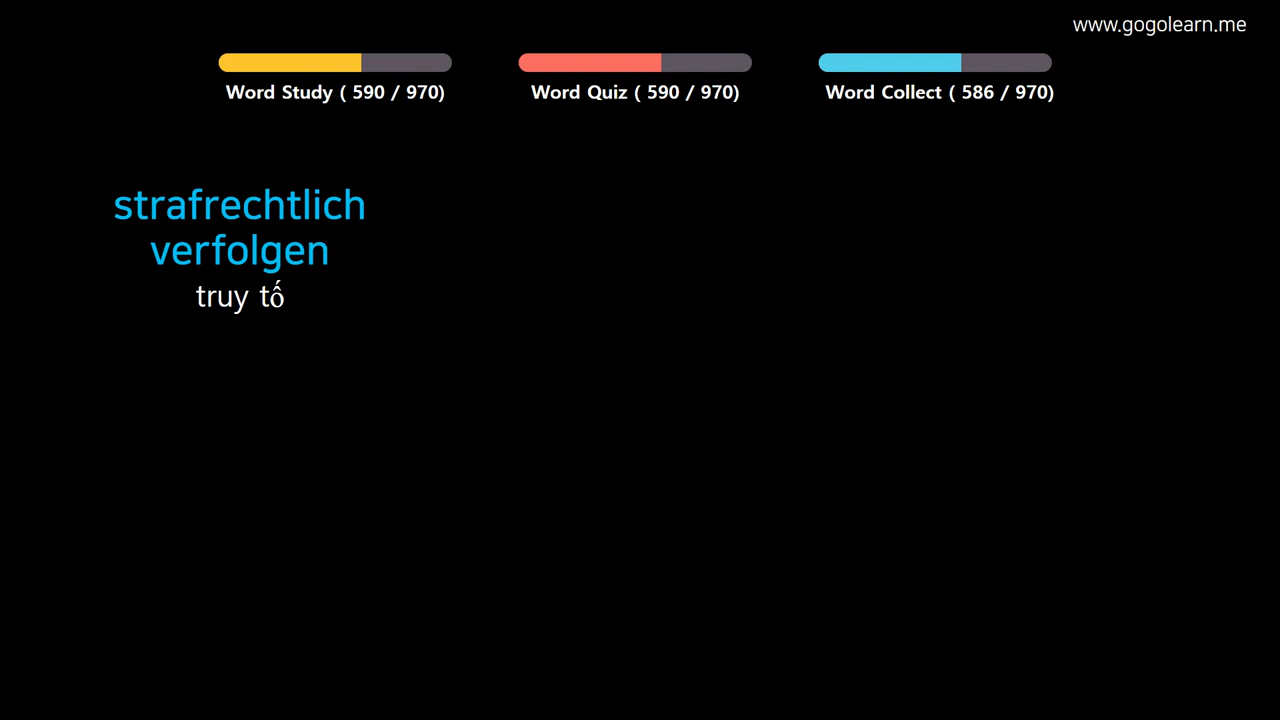 www.gogolearn.me
Word Study ( 590 / 970)
Word Quiz ( 590 / 970)
Word Collect ( 586 / 970)
strafrechtlich
verfolgen
truy tố